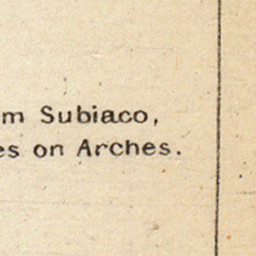 m Subiaco,
es on Arches.